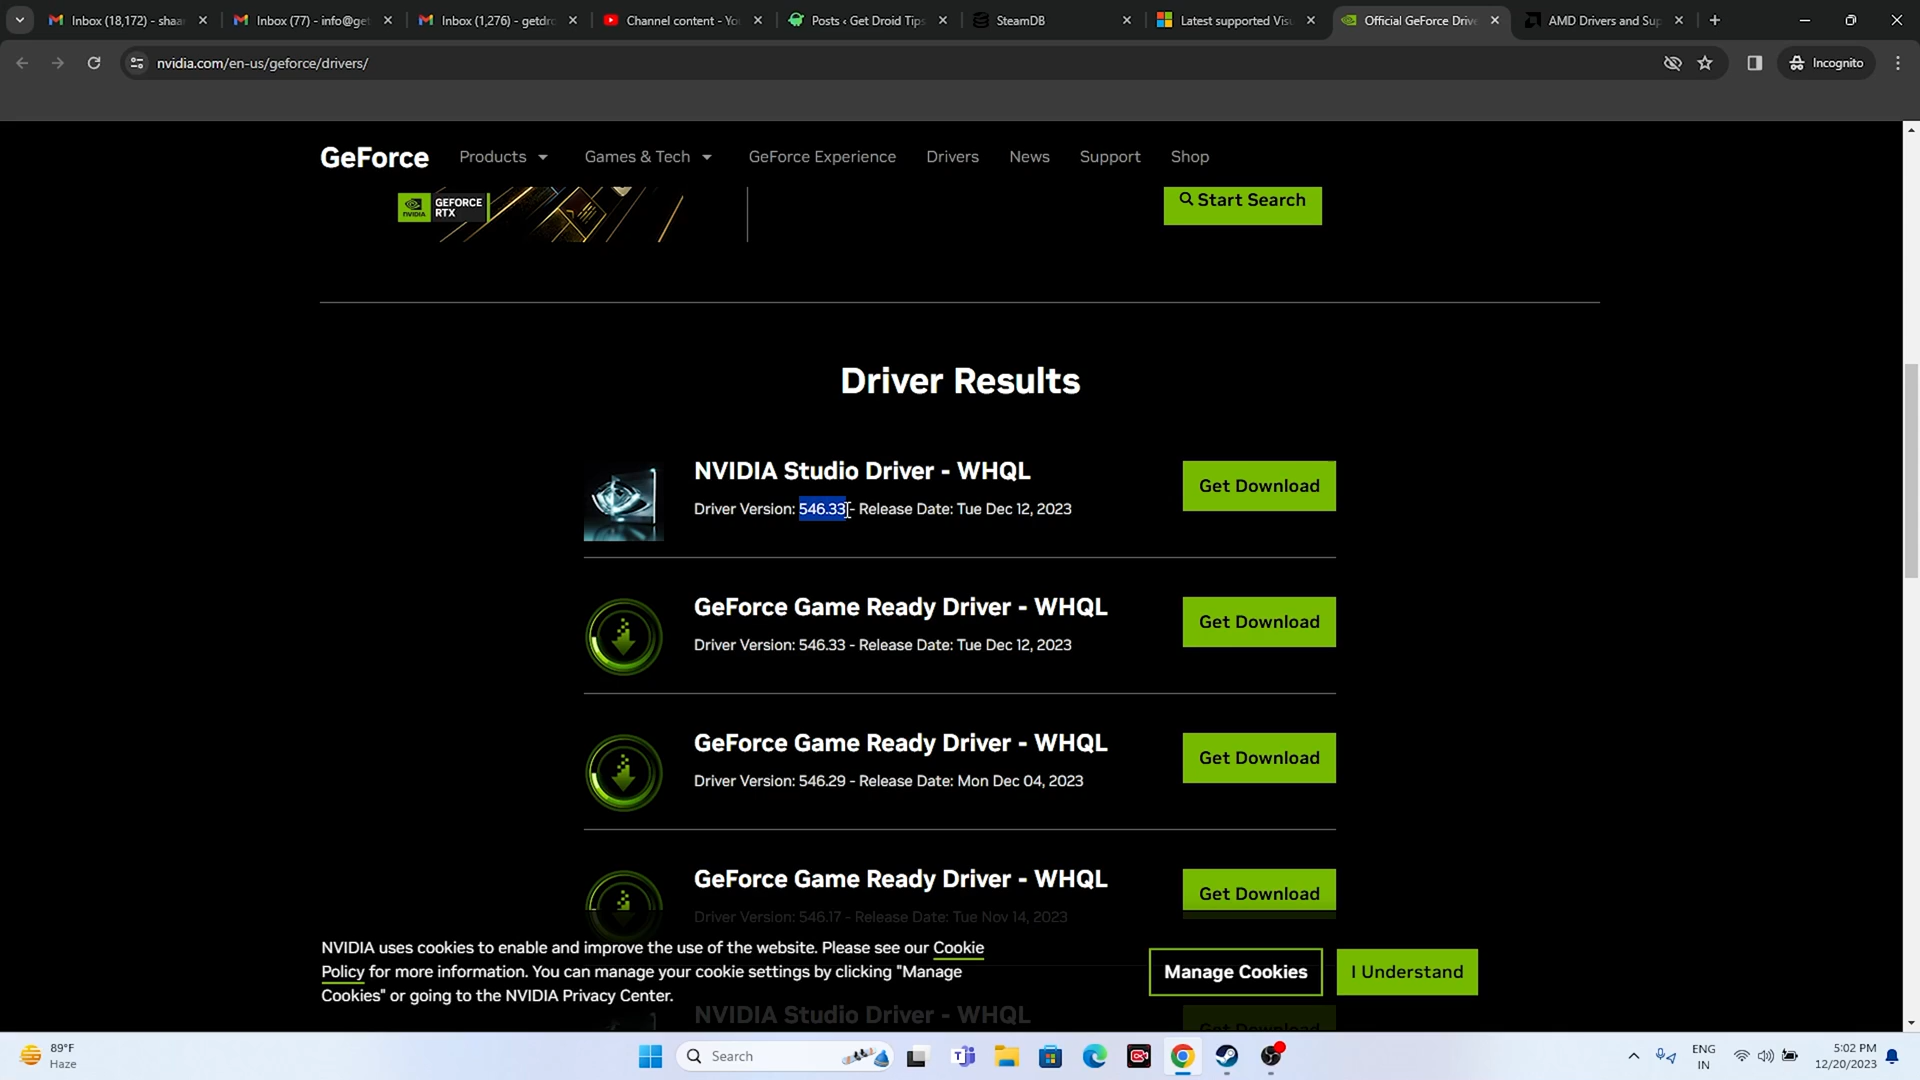 Inbox (18,172) - shaa
Inbox (77) - info@get
Inbox (1,276) - getdro
Channel content - Yo
Posts ‹ Get Droid Tips
SteamDB
Latest supported Visu
Official GeForce Drive
AMD Drivers and Sup
nvidia.com/en-us/geforce/drivers/
Incognito
GeForce
Products
Games & Tech
GeForce Experience
Drivers
News
Support
Shop
NVIDIA
GEFORCE
RTX
Start Search
Driver Results
NVIDIA Studio Driver - WHQL
Driver Version: 546.33 - Release Date: Tue Dec 12, 2023
Get Download
GeForce Game Ready Driver - WHQL
Driver Version: 546.33 - Release Date: Tue Dec 12, 2023
Get Download
GeForce Game Ready Driver - WHQL
Driver Version: 546.29 - Release Date: Mon Dec 04, 2023
Get Download
GeForce Game Ready Driver - WHQL
Driver Version: 546.17 - Release Date: Tue Nov 14, 2023
Get Download
NVIDIA uses cookies to enable and improve the use of the website. Please see our Cookie
Policy for more information. You can manage your cookie settings by clicking "Manage
Cookies" or going to the NVIDIA Privacy Center.
Manage Cookies
I Understand
NVIDIA Studio Driver - WHQL
Get Download
89°F
Haze
Search
ENG
IN
5:02 PM
12/20/2023